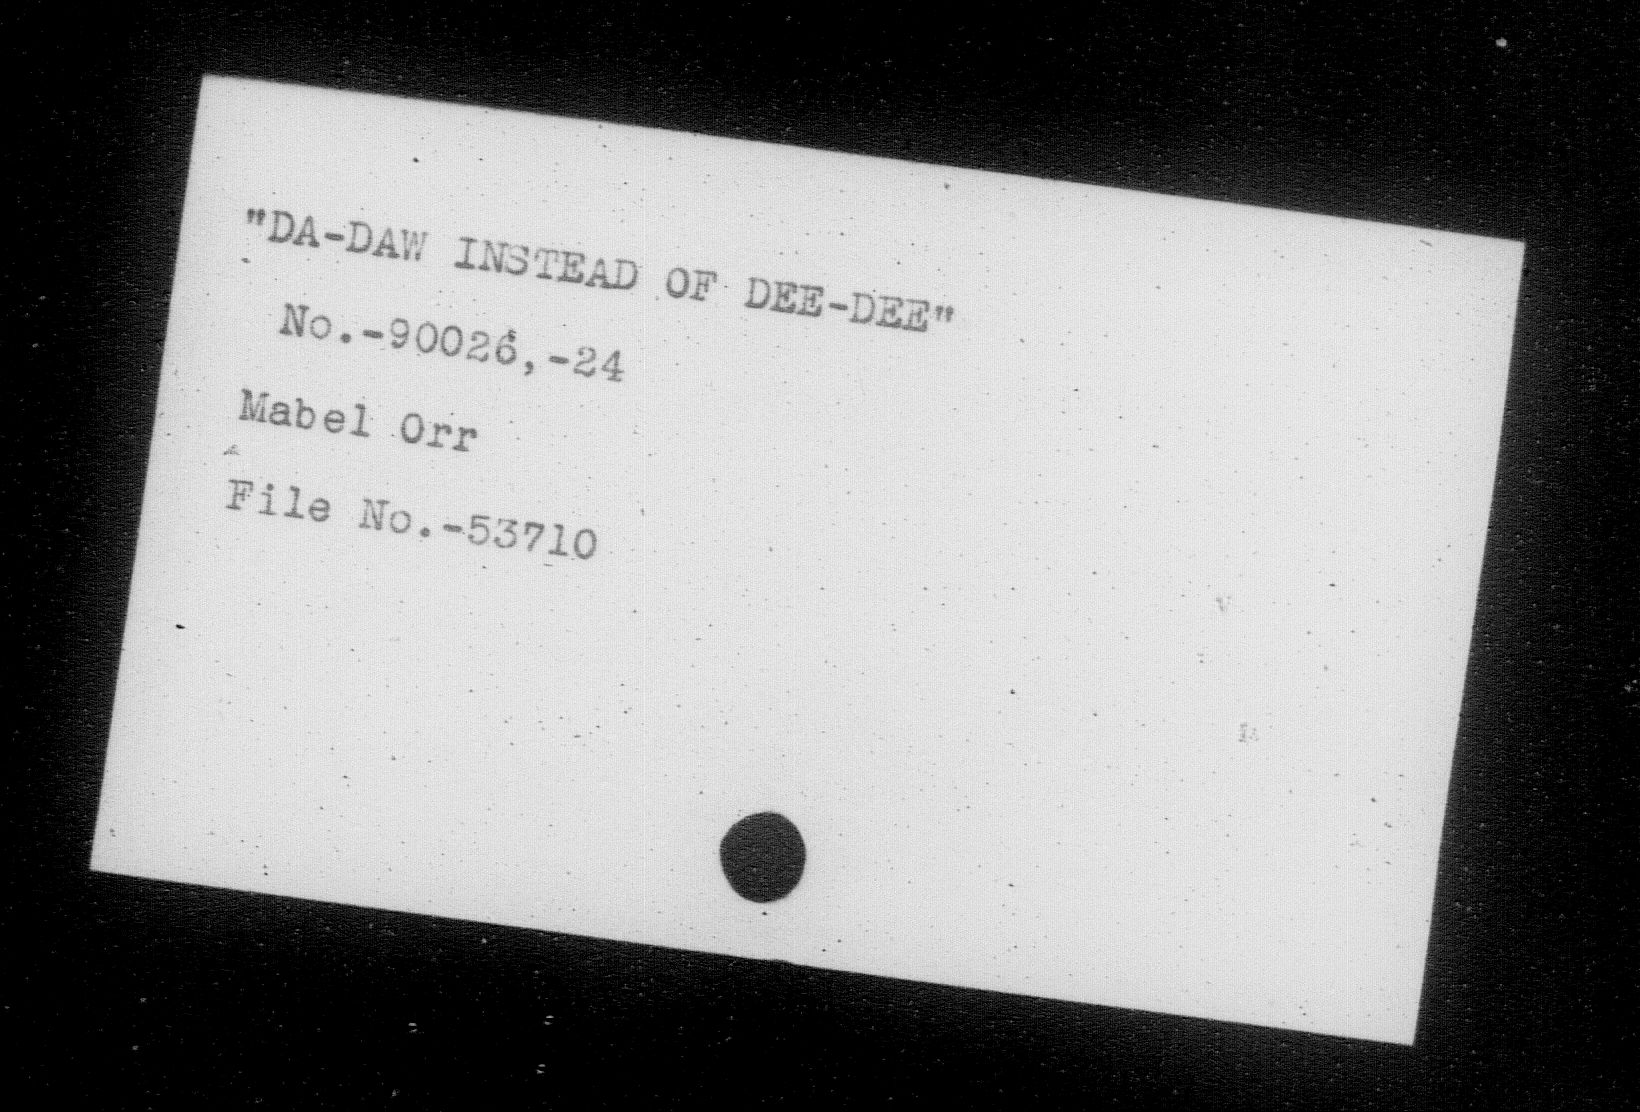 "DA-DAW INSTEAD OF DEE-DEE"
No.-90026,-24
Mabel Orr
File No.-53710